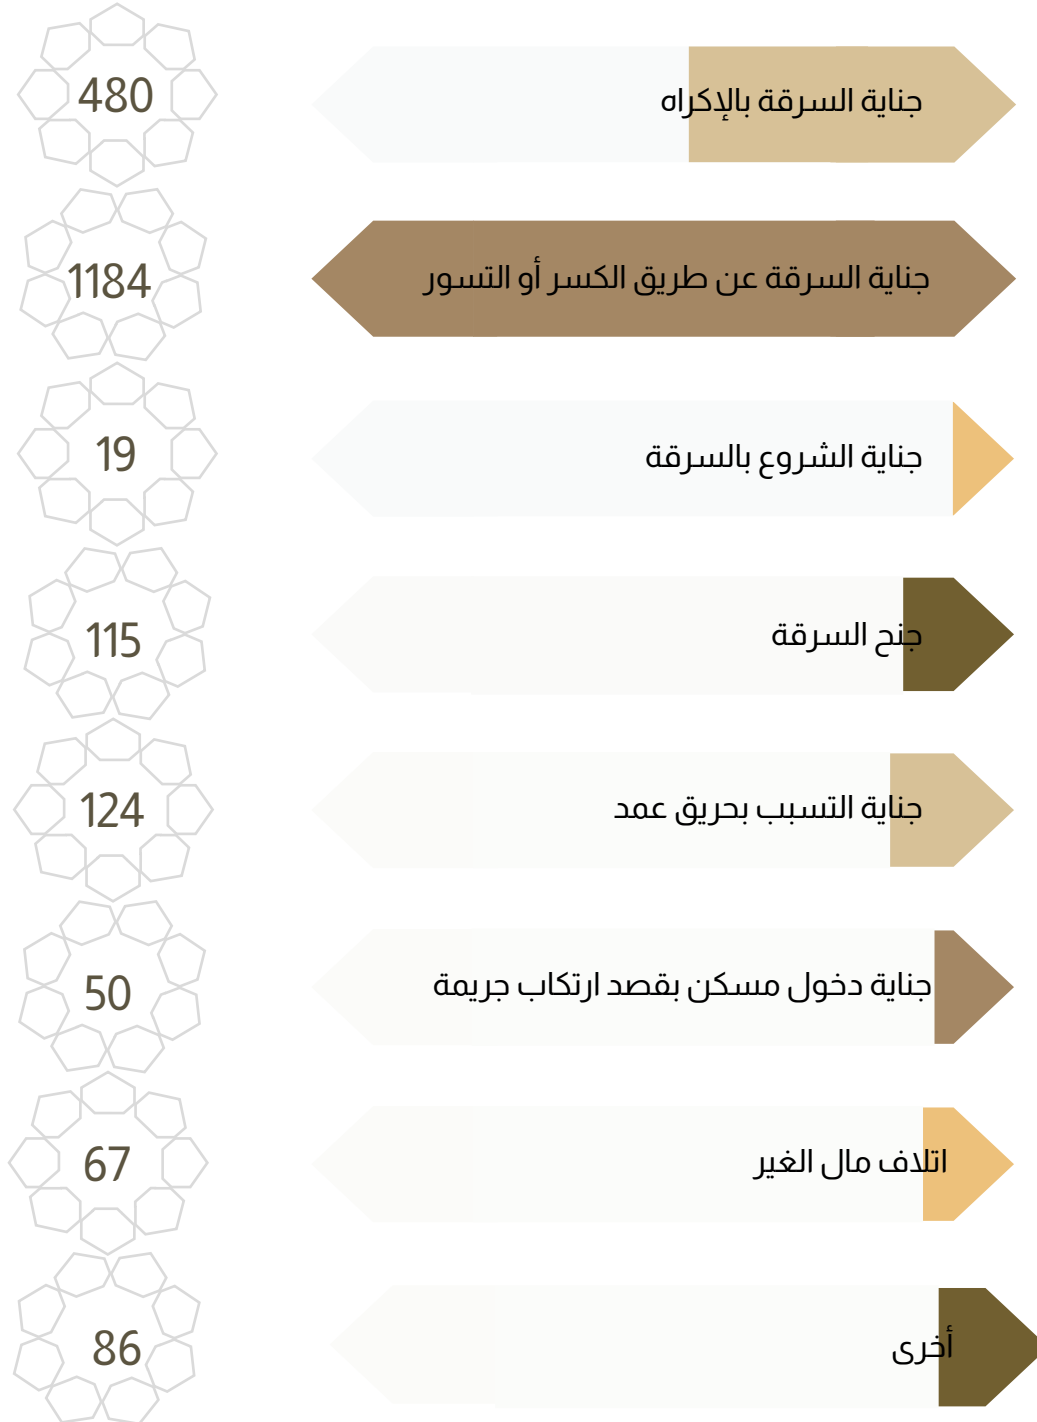 جناية السرقة بالإكراه
480
جناية السرقة عن طريق الكسر أو التسور
1184
جناية الشروع بالسرقة
19
جنح السرقة
115
جناية التسبب بحريق عمد
124
جناية دخول مسكن بقصد ارتكاب جريمة
50
اتلاف مال الغير
67
أخرى
86